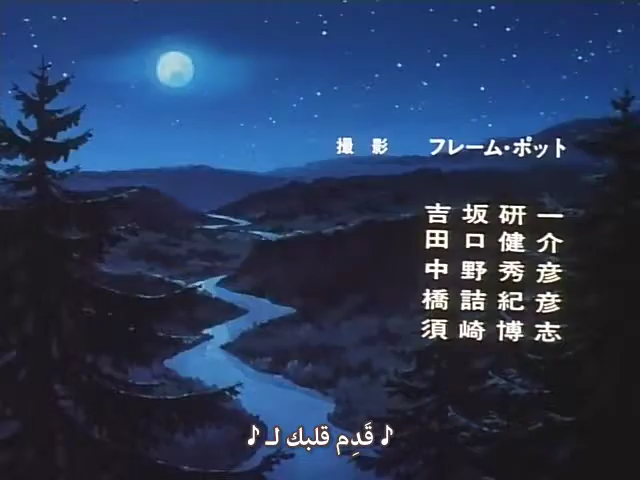 撮影 フレーム・ポット
吉坂研一
田口健介
中野秀彦
橋詰紀彦
須崎博志
♪ قَدِم قلبك لـ ♪